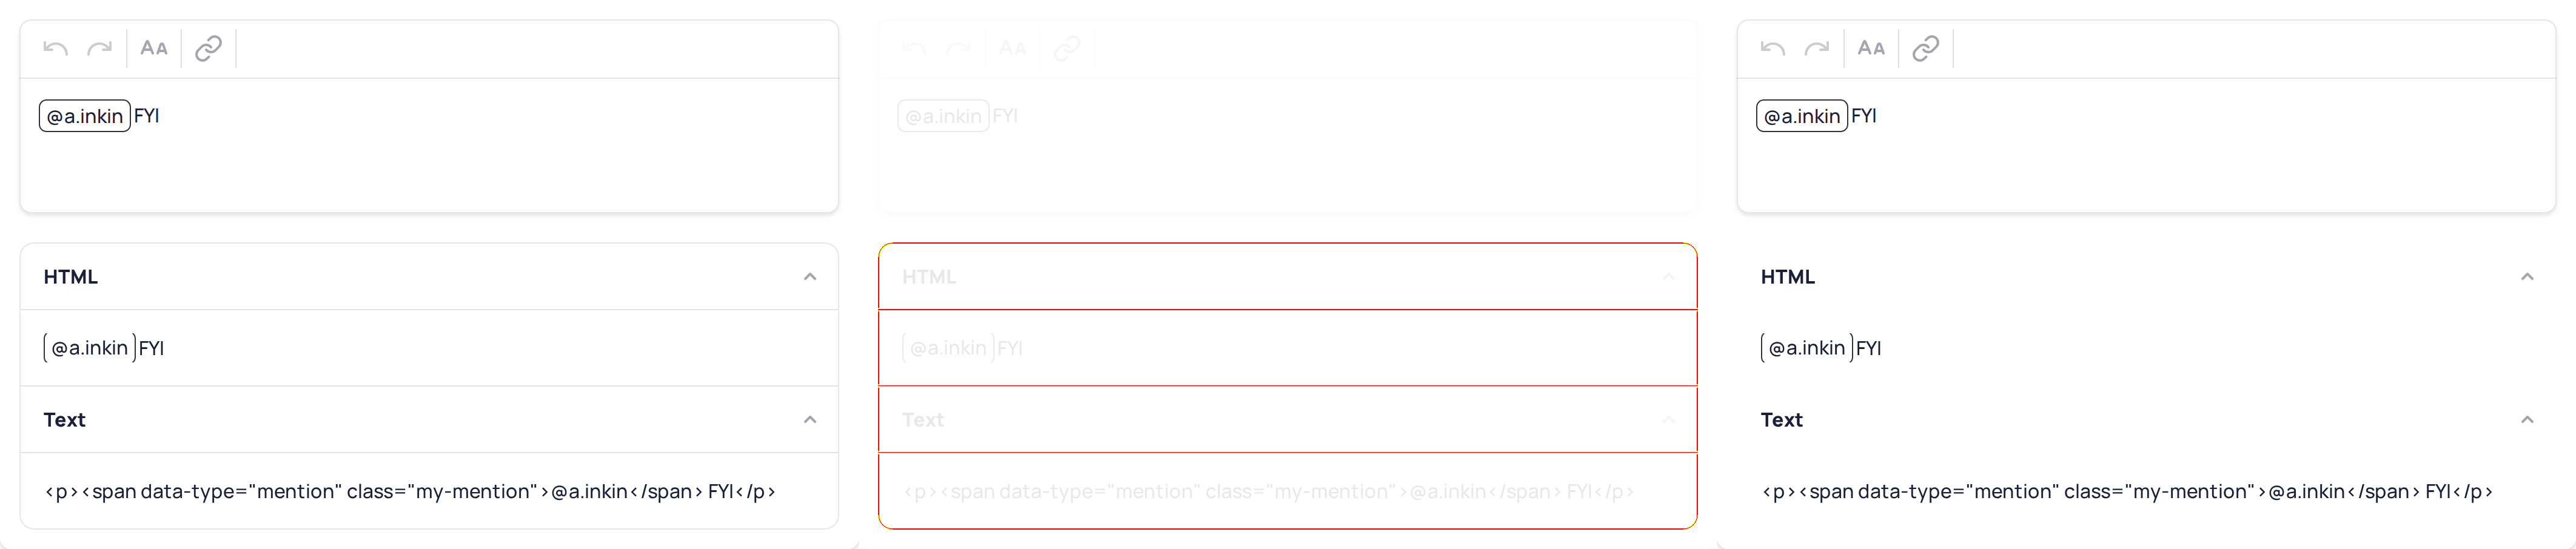 AA
@a.inkin FYI
HTML
@a.inkin FYI
Text
<p><span data-type="mention" class="my-mention">@a.inkin</span> FYI</p>
AA
@a.inkin FYI
HTML
@a.inkin FYI
Text
<p><span data-type="mention" class="my-mention">@a.inkin</span> FYI</p>
AA
@a.inkin FYI
HTML
@a.inkin FYI
Text
<p><span data-type="mention" class="my-mention">@a.inkin</span> FYI</p>